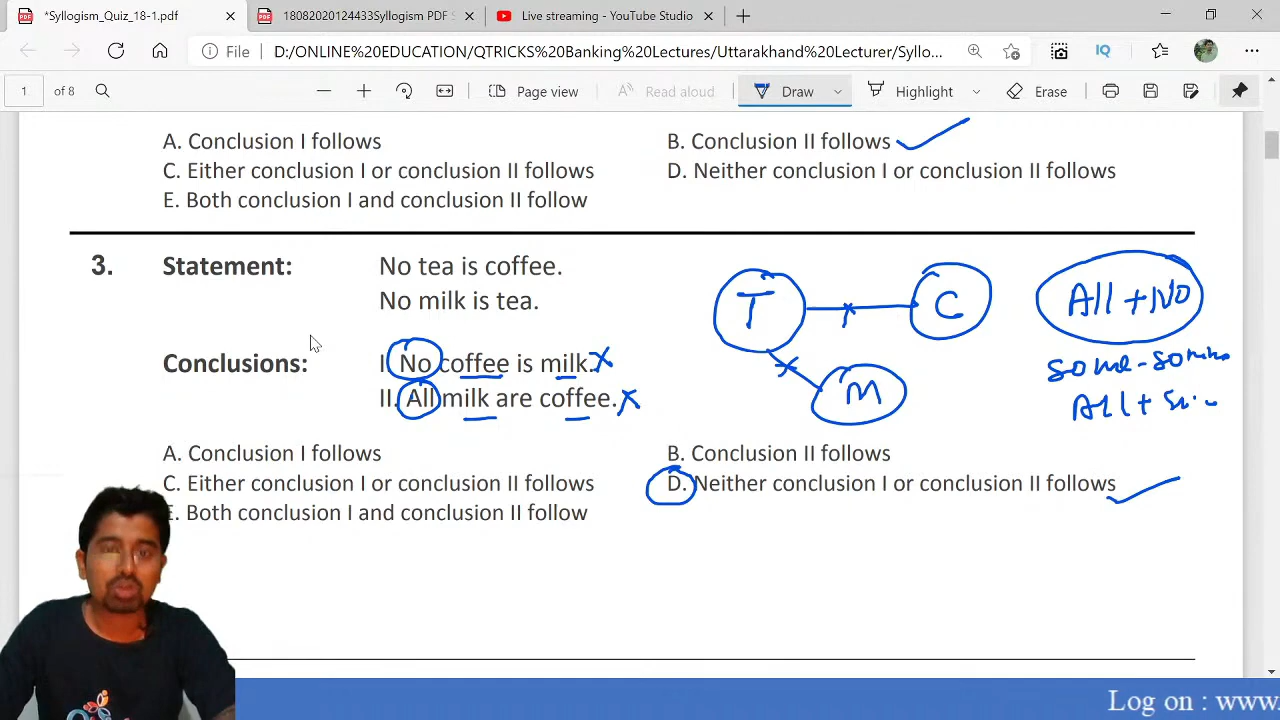 *Syllogism_Quiz_18-1.pdf
18082020124433Syllogism PDF S
Live streaming - YouTube Studio
File
D:/ONLINE%20EDUCATION/QTRICKS%20Banking%20Lectures/Uttarakhand%20Lecturer/Syllo...
IQ
1 of 8
Page view
Read aloud
Draw
Highlight
Erase
A. Conclusion I follows
B. Conclusion II follows
C. Either conclusion I or conclusion II follows
D. Neither conclusion I or conclusion II follows
E. Both conclusion I and conclusion II follow
3. Statement: No tea is coffee.
No milk is tea.
T
C
M
All + No
Conclusions: I. No coffee is milk.
II. All milk are coffee.
some-
All +
A. Conclusion I follows
B. Conclusion II follows
C. Either conclusion I or conclusion II follows
D. Neither conclusion I or conclusion II follows
E. Both conclusion I and conclusion II follow
Log on : www.